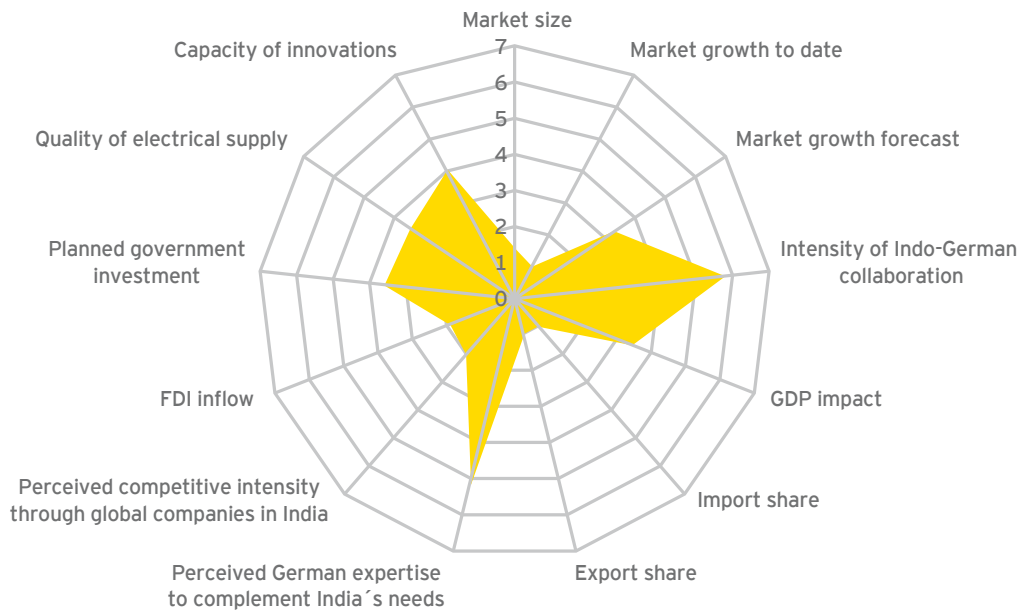 Market size
Capacity of innovations
Market growth to date
Quality of electrical supply
Market growth forecast
Planned government
investment
Intensity of Indo-German
collaboration
FDI inflow
GDP impact
Perceived competitive intensity
through global companies in India
Import share
Perceived German expertise
to complement India´s needs
Export share
7
6
5
4
3
2
1
0